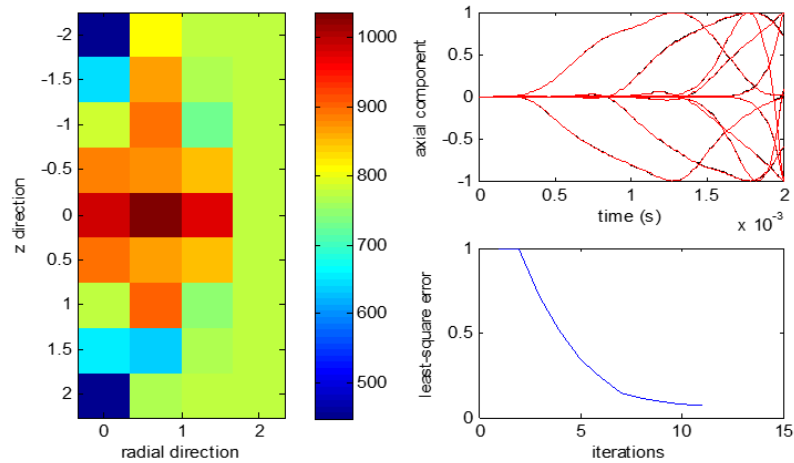 -2
-1.5
-1
-0.5
0
0.5
1
1.5
2
z direction
0 1 2
radial direction
1000
900
800
700
600
500
1
0.5
0
-0.5
-1
axial component
0 0.5 1 1.5 2
time (s)
x 10⁻³
1
0.5
0
least-square error
0 5 10 15
iterations